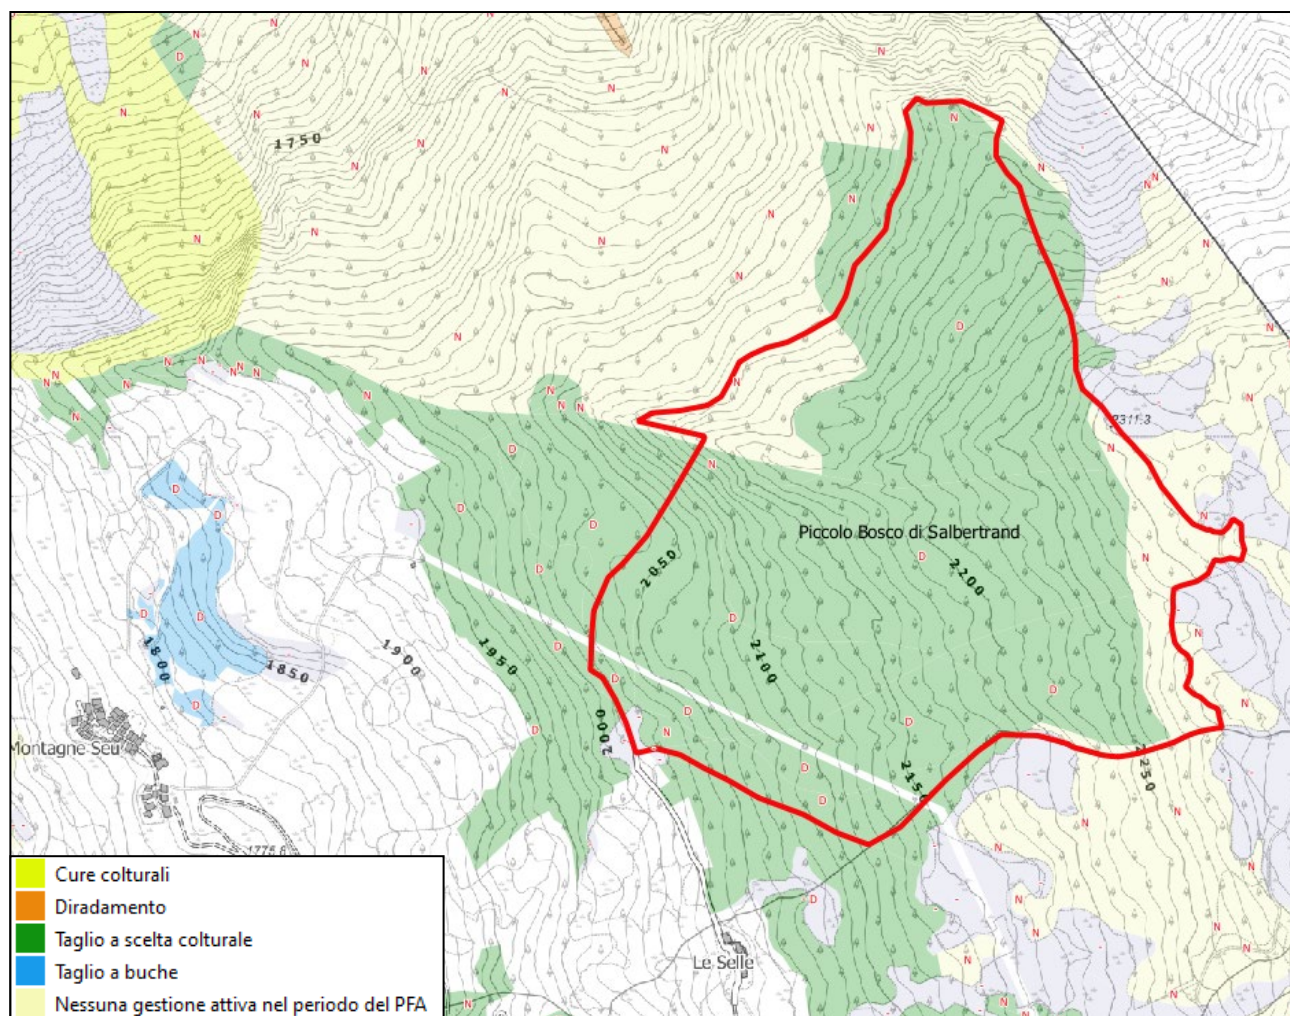 1750
2311.3
Piccolo Bosco di Salbertrand
2050
2200
1800
1850
1900
1950
2100
2000
2150
2250
Montagne Seu
1775.6
Le Selle
Cure colturali
Diradamento
Taglio a scelta colturale
Taglio a buche
Nessuna gestione attiva nel periodo del PFA